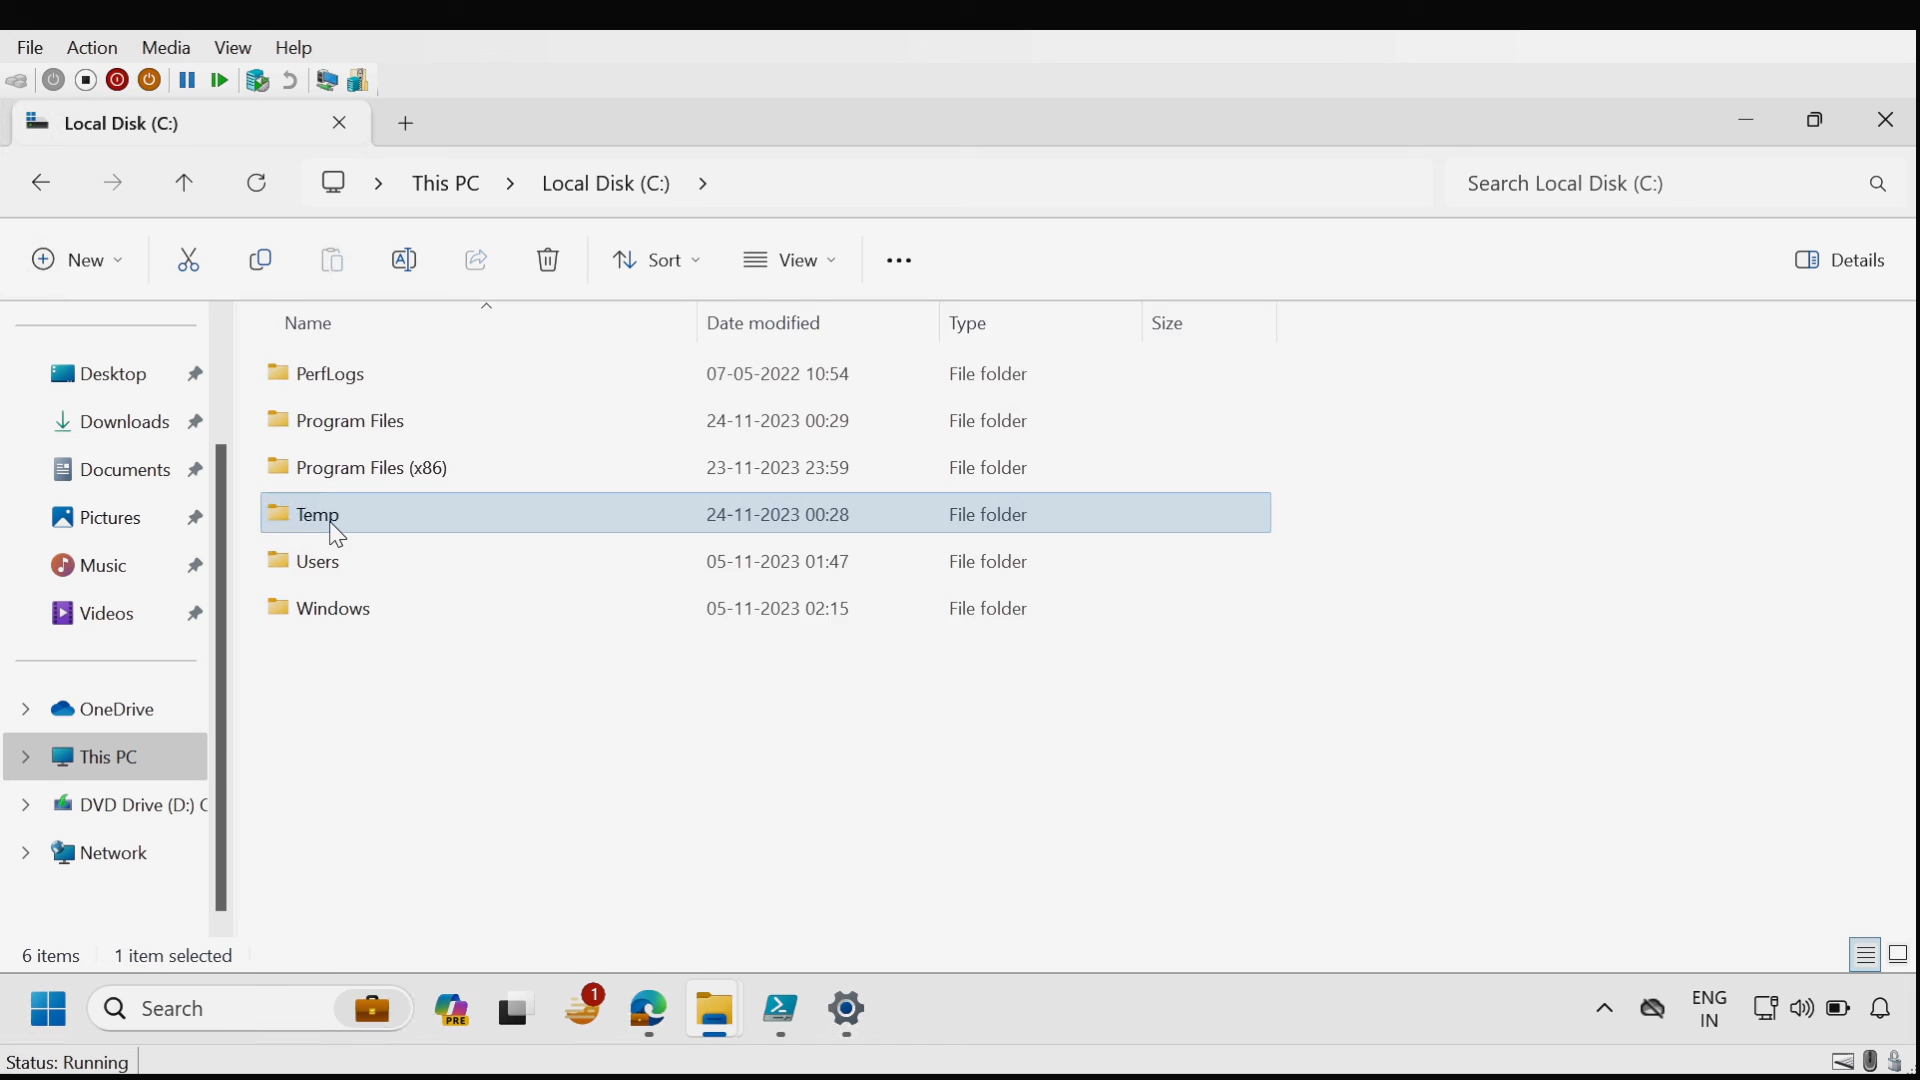 File Action Media View Help
Local Disk (C:)
This PC Local Disk (C:) Search Local Disk (C:)
New Sort View Details
Name Date modified Type Size
Desktop
Downloads
Documents
Pictures
Music
Videos
OneDrive
This PC
DVD Drive (D:) C
Network
PerfLogs 07-05-2022 10:54 File folder
Program Files 24-11-2023 00:29 File folder
Program Files (x86) 23-11-2023 23:59 File folder
Temp 24-11-2023 00:28 File folder
Users 05-11-2023 01:47 File folder
Windows 05-11-2023 02:15 File folder
6 items 1 item selected
Search PRE 1 ENG
IN
Status: Running